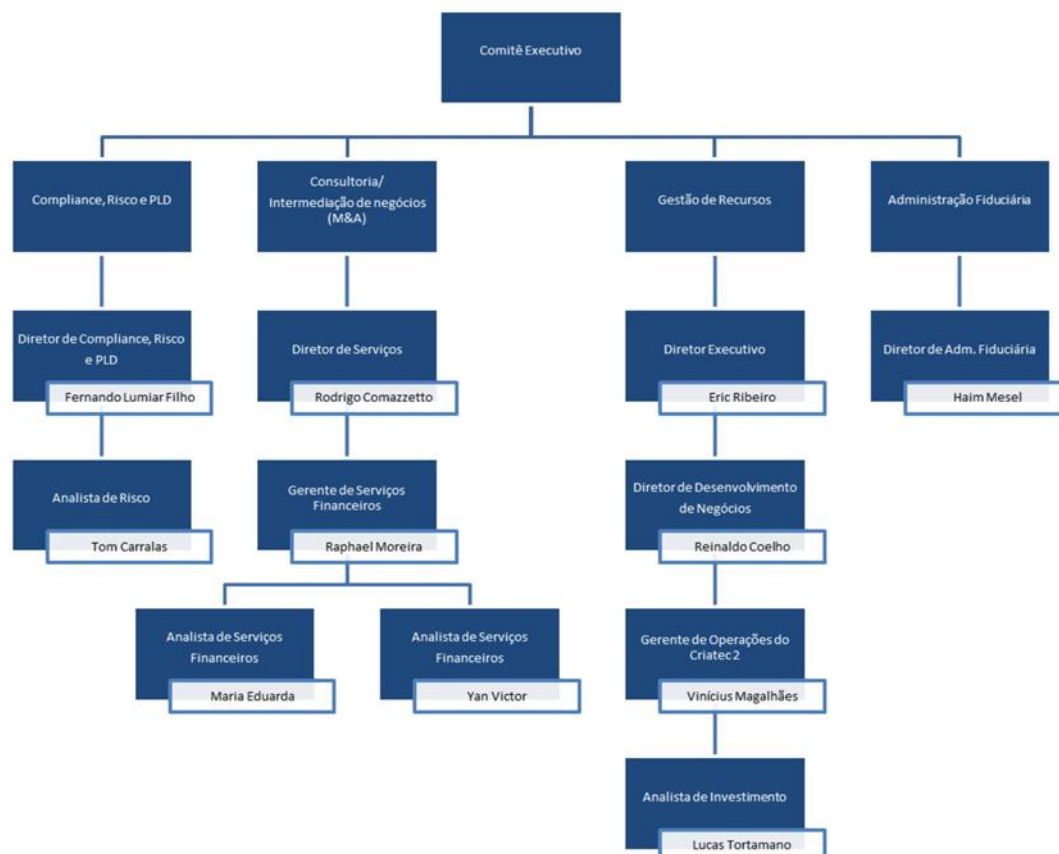 Comitê Executivo
Compliance, Risco e PLD
Consultoria/
Intermediação de negócios
(M&A)
Gestão de Recursos
Administração Fiduciária
Diretor de Compliance, Risco
e PLD
Fernando Lumiar Filho
Diretor de Serviços
Rodrigo Comazzetto
Diretor Executivo
Eric Ribeiro
Diretor de Adm. Fiduciária
Haim Mesel
Analista de Risco
Tom Carralas
Gerente de Serviços
Financeiros
Raphael Moreira
Diretor de Desenvolvimento
de Negócios
Reinaldo Coelho
Analista de Serviços
Financeiros
Maria Eduarda
Analista de Serviços
Financeiros
Yan Victor
Gerente de Operações do
Criatec 2
Vinícius Magalhães
Analista de Investimento
Lucas Tortamano